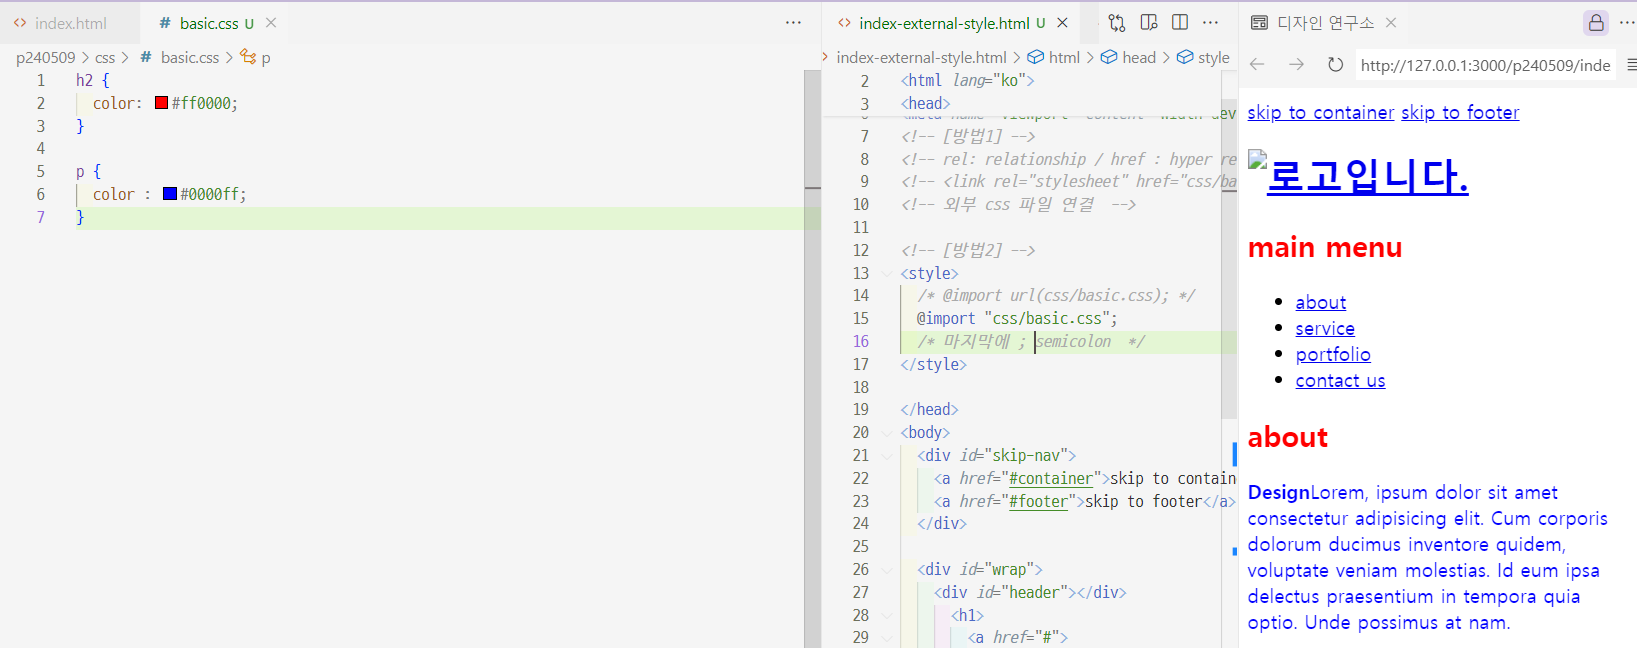 index.html
# basic.css U
p240509 > css > # basic.css > p
1 h2 {
2 color: #ff0000;
3 }
4
5 p {
6 color : #0000ff;
7 }
index-external-style.html U
index-external-style.html > html > head > style
2 <html lang="ko">
3 <head>
7 <!-- [방법1] -->
8 <!-- rel: relationship / href : hyper re
9 <!-- <link rel="stylesheet" href="css/ba
10 <!-- 외부 css 파일 연결  -->
11
12 <!-- [방법2] -->
13 <style>
14 /* @import url(css/basic.css); */
15 @import "css/basic.css";
16 /* 마지막에 ; semicolon  */
17 </style>
18
19 </head>
20 <body>
21 <div id="skip-nav">
22 <a href="#container">skip to contain
23 <a href="#footer">skip to footer</a>
24 </div>
25
26 <div id="wrap">
27 <div id="header"></div>
28 <h1>
29 <a href="#">
디자인 연구소
http://127.0.0.1:3000/p240509/inde
skip to container skip to footer
로고입니다.
main menu
about
service
portfolio
contact us
about
DesignLorem, ipsum dolor sit amet
consectetur adipisicing elit. Cum corporis
dolorum ducimus inventore quidem,
voluptate veniam molestias. Id eum ipsa
delectus praesentium in tempora quia
optio. Unde possimus at nam.